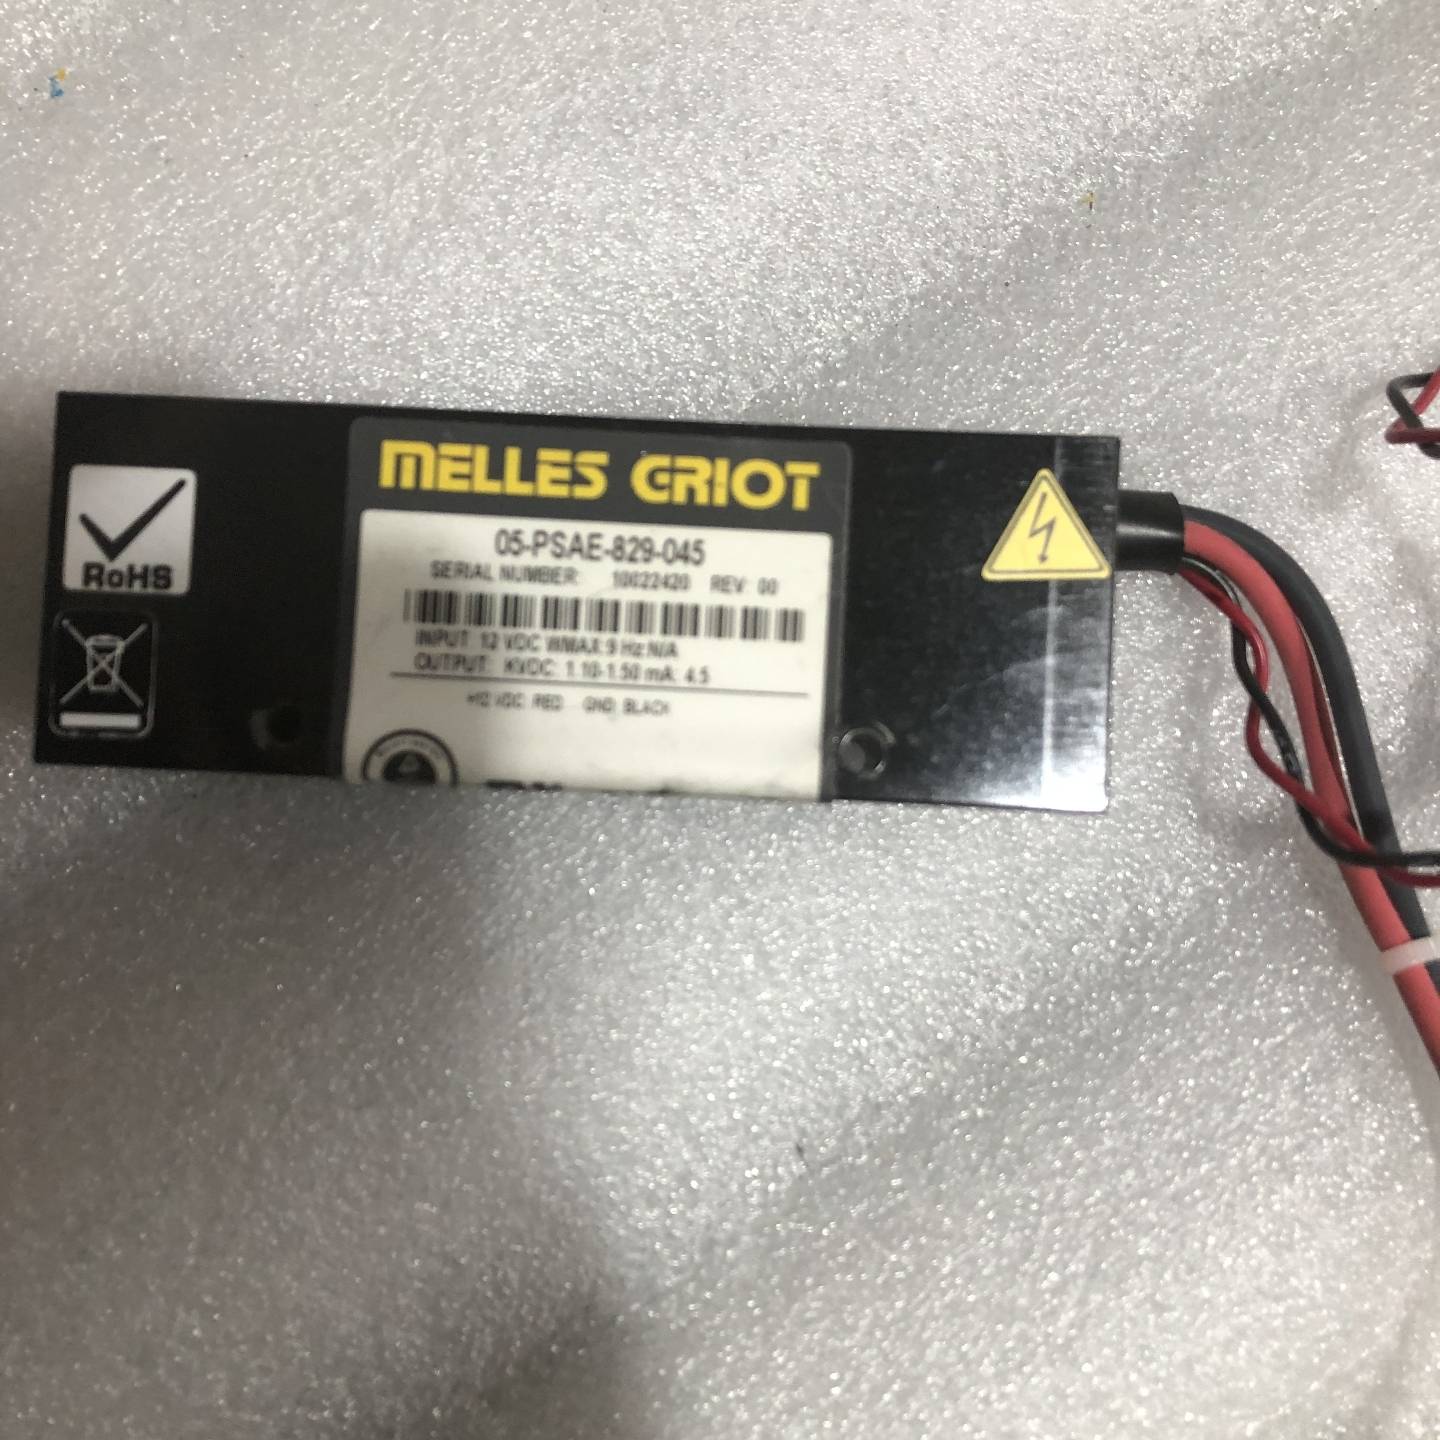 MELLES GRIOT
05-PSAE-829-045
SERIAL NUMBER: 10022420 REV: 00
INPUT: 12 VDC WMAX:9 Hz:N/A
OUTPUT: KVDC: 1.10-1.50 mA: 4.5
+12 VDC: RED GND: BLACK
RoHS